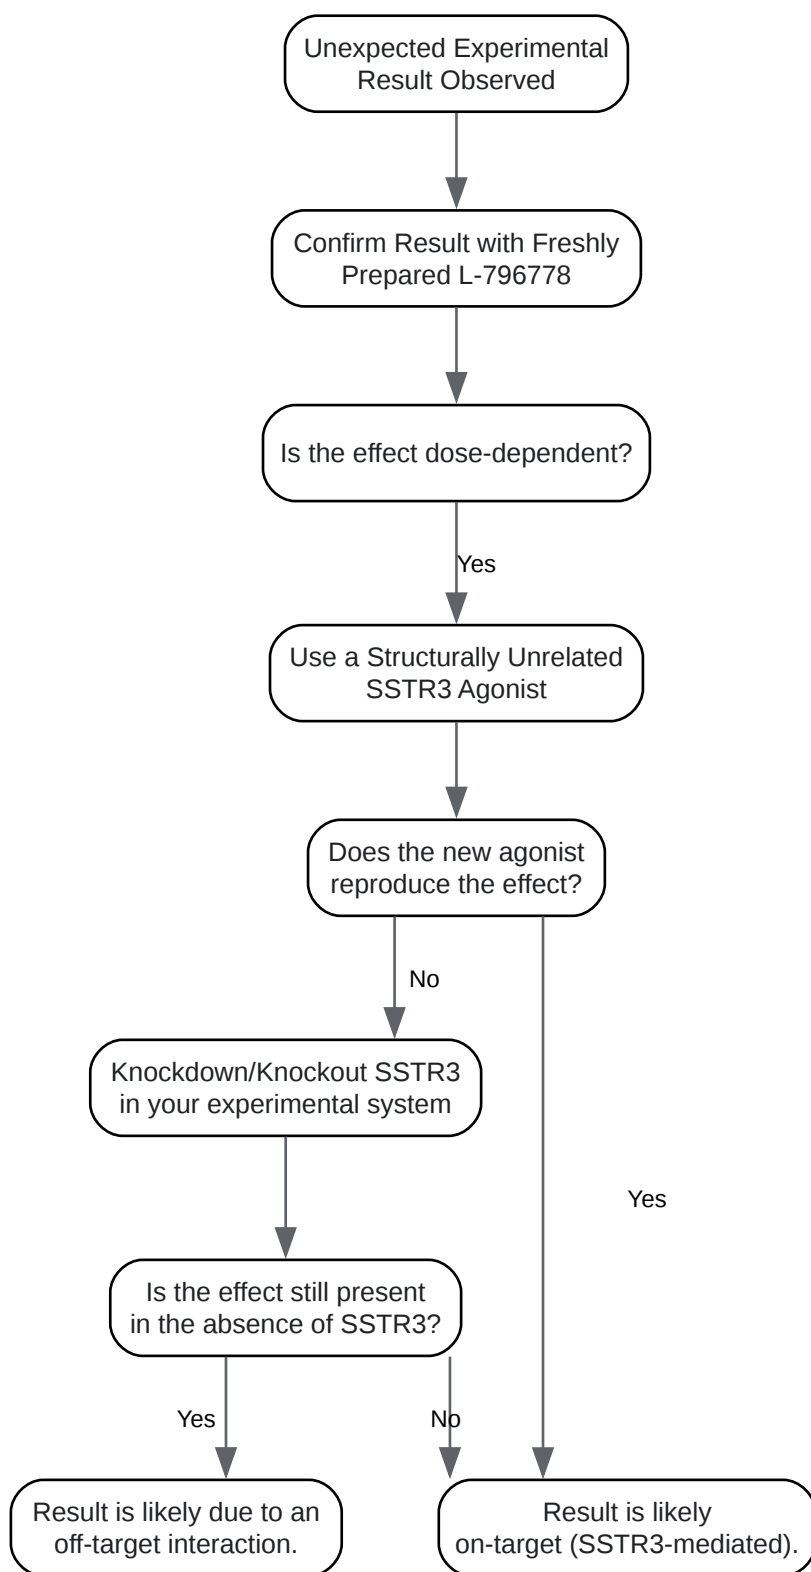 Unexpected Experimental
Result Observed
Confirm Result with Freshly
Prepared L-796778
Is the effect dose-dependent?
Yes
Use a Structurally Unrelated
SSTR3 Agonist
Does the new agonist
reproduce the effect?
No
Knockdown/Knockout SSTR3
in your experimental system
Yes
Is the effect still present
in the absence of SSTR3?
Yes
No
Result is likely due to an
off-target interaction.
Result is likely
on-target (SSTR3-mediated).